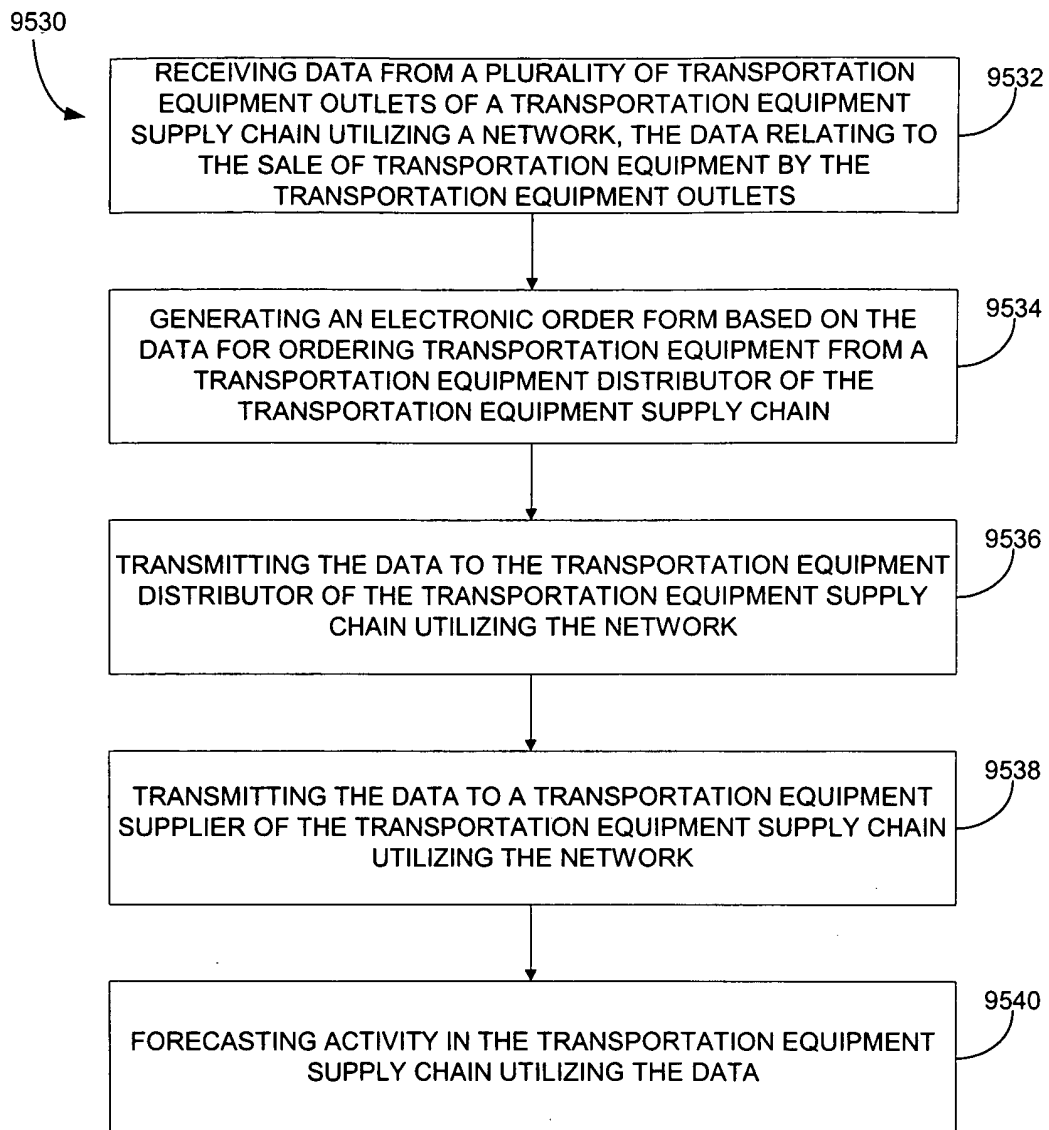 9530
RECEIVING DATA FROM A PLURALITY OF TRANSPORTATION
EQUIPMENT OUTLETS OF A TRANSPORTATION EQUIPMENT
SUPPLY CHAIN UTILIZING A NETWORK, THE DATA RELATING TO
THE SALE OF TRANSPORTATION EQUIPMENT BY THE
TRANSPORTATION EQUIPMENT OUTLETS
9532
GENERATING AN ELECTRONIC ORDER FORM BASED ON THE
DATA FOR ORDERING TRANSPORTATION EQUIPMENT FROM A
TRANSPORTATION EQUIPMENT DISTRIBUTOR OF THE
TRANSPORTATION EQUIPMENT SUPPLY CHAIN
9534
TRANSMITTING THE DATA TO THE TRANSPORTATION EQUIPMENT
DISTRIBUTOR OF THE TRANSPORTATION EQUIPMENT SUPPLY
CHAIN UTILIZING THE NETWORK
9536
TRANSMITTING THE DATA TO A TRANSPORTATION EQUIPMENT
SUPPLIER OF THE TRANSPORTATION EQUIPMENT SUPPLY CHAIN
UTILIZING THE NETWORK
9538
FORECASTING ACTIVITY IN THE TRANSPORTATION EQUIPMENT
SUPPLY CHAIN UTILIZING THE DATA
9540